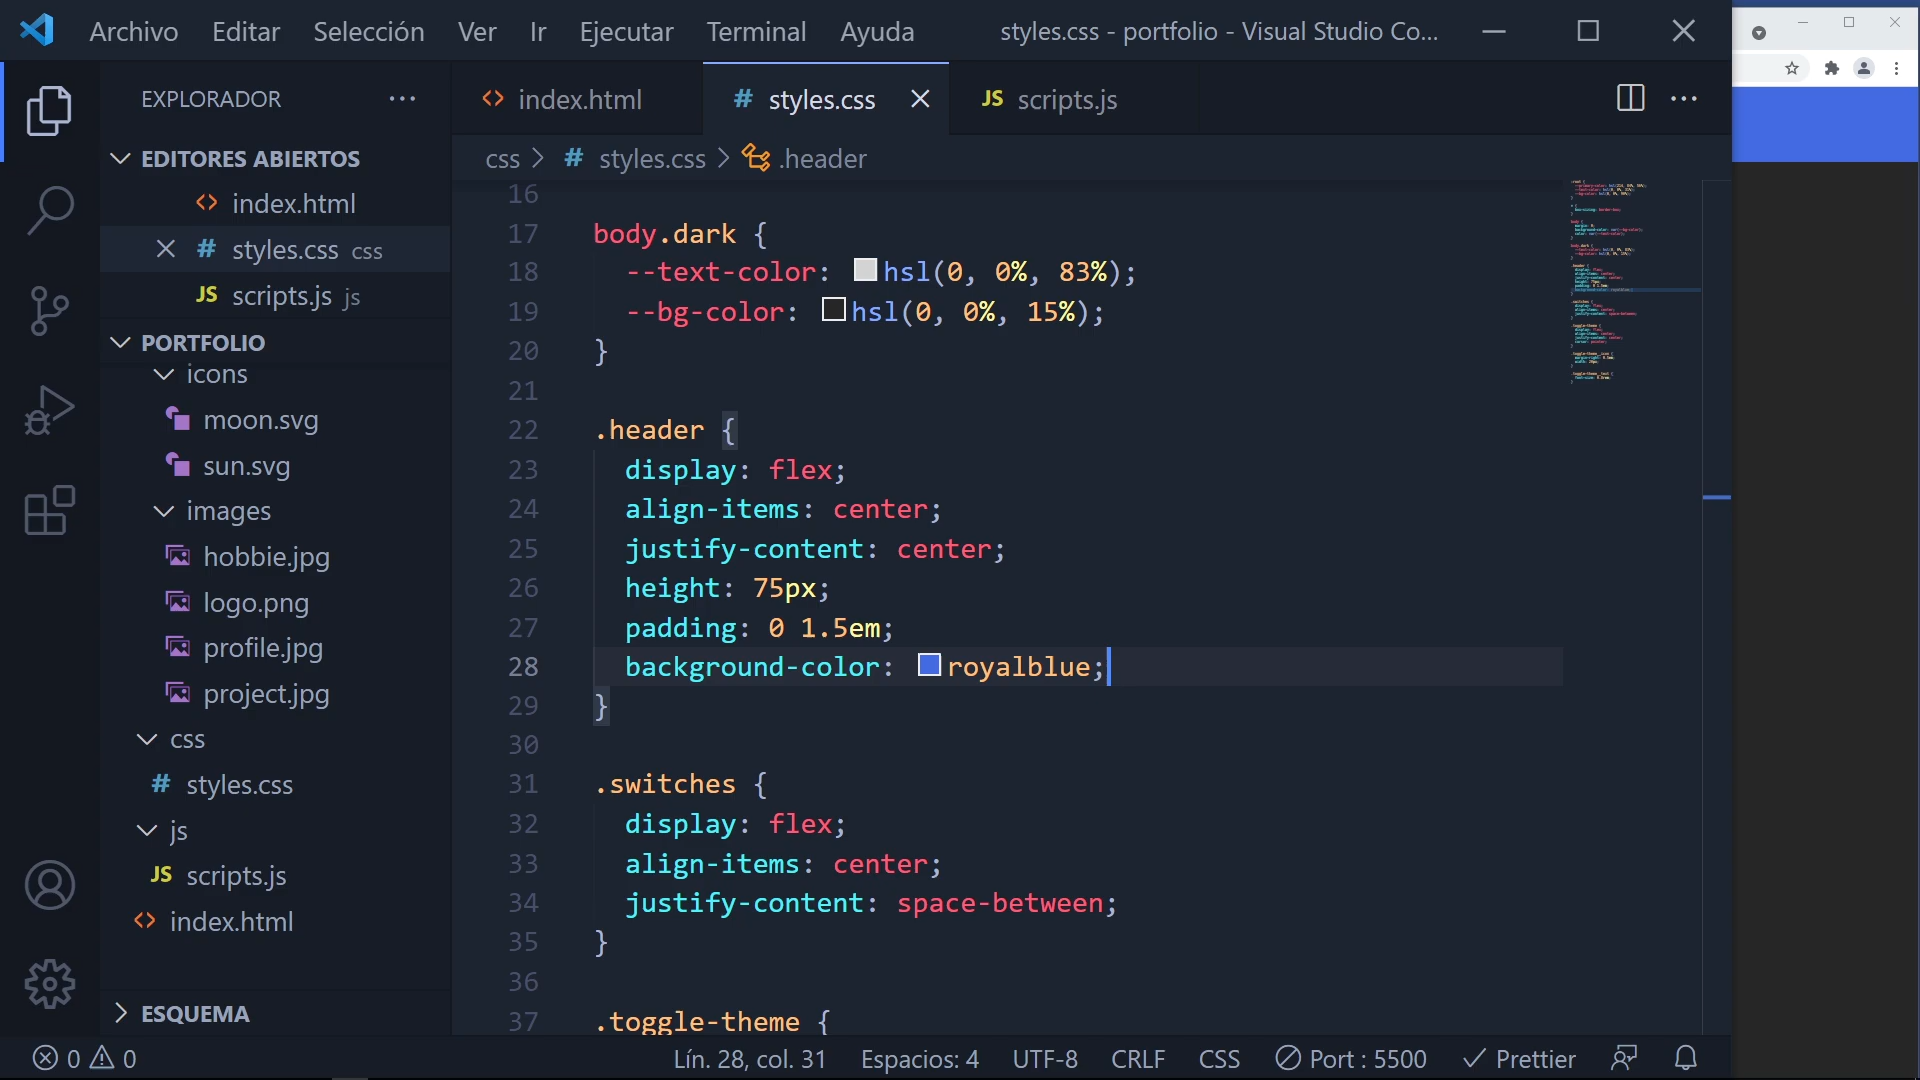 Archivo Editar Selección Ver Ir Ejecutar Terminal Ayuda styles.css - portfolio - Visual Studio Co...
EXPLORADOR
EDITORES ABIERTOS
index.html
styles.css css
scripts.js js
PORTFOLIO
icons
moon.svg
sun.svg
images
hobbie.jpg
logo.png
profile.jpg
project.jpg
css
styles.css
js
JS scripts.js
index.html
ESQUEMA
index.html
# styles.css
JS scripts.js
css > # styles.css > .header
16
17 body.dark {
18 --text-color: hsl(0, 0%, 83%);
19 --bg-color: hsl(0, 0%, 15%);
20 }
21
22 .header {
23 display: flex;
24 align-items: center;
25 justify-content: center;
26 height: 75px;
27 padding: 0 1.5em;
28 background-color: royalblue;
29 }
30
31 .switches {
32 display: flex;
33 align-items: center;
34 justify-content: space-between;
35 }
36
37 .toggle-theme {
0 0 Lín. 28, col. 31 Espacios: 4 UTF-8 CRLF CSS Port : 5500 Prettier